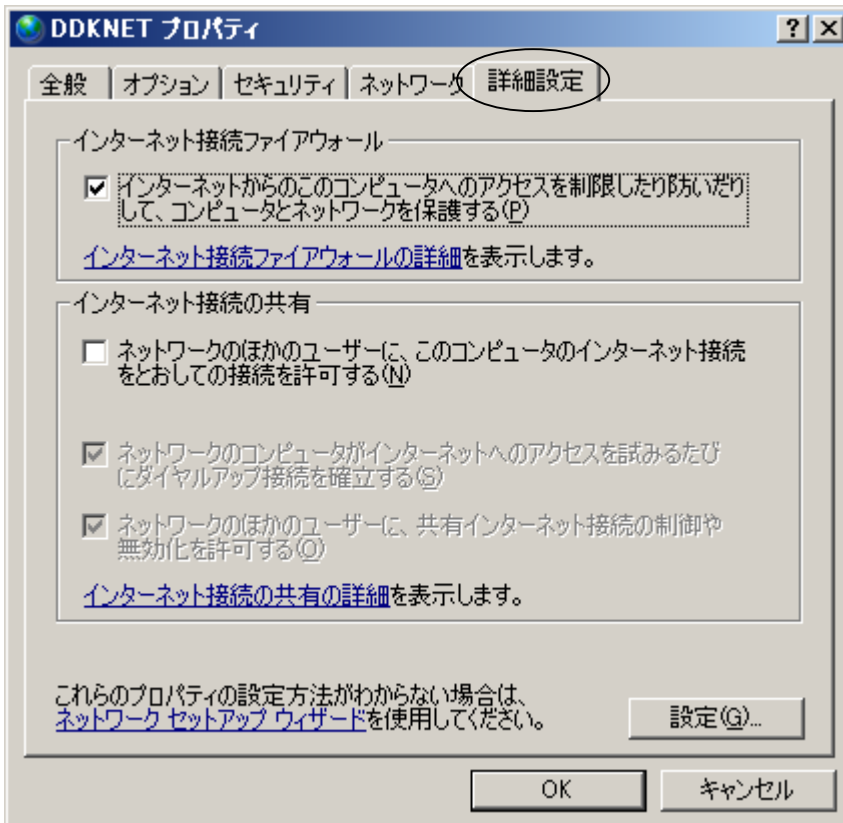 DDKNET プロパティ
全般 オプション セキュリティ ネットワーク 詳細設定
インターネット接続ファイアウォール
インターネットからのこのコンピュータへのアクセスを制限したり防いだり
して、コンピュータとネットワークを保護する(P)
インターネット接続ファイアウォールの詳細を表示します。
インターネット接続の共有
ネットワークのほかのユーザーに、このコンピュータのインターネット接続
をとおしての接続を許可する(N)
ネットワークのコンピュータがインターネットへのアクセスを試みるたび
にダイヤルアップ接続を確立する(S)
ネットワークのほかのユーザーに、共有インターネット接続の制御や
無効化を許可する(O)
インターネット接続の共有の詳細を表示します。
これらのプロパティの設定方法がわからない場合は、
ネットワーク セットアップ ウィザードを使用してください。
設定(G)...
OK キャンセル